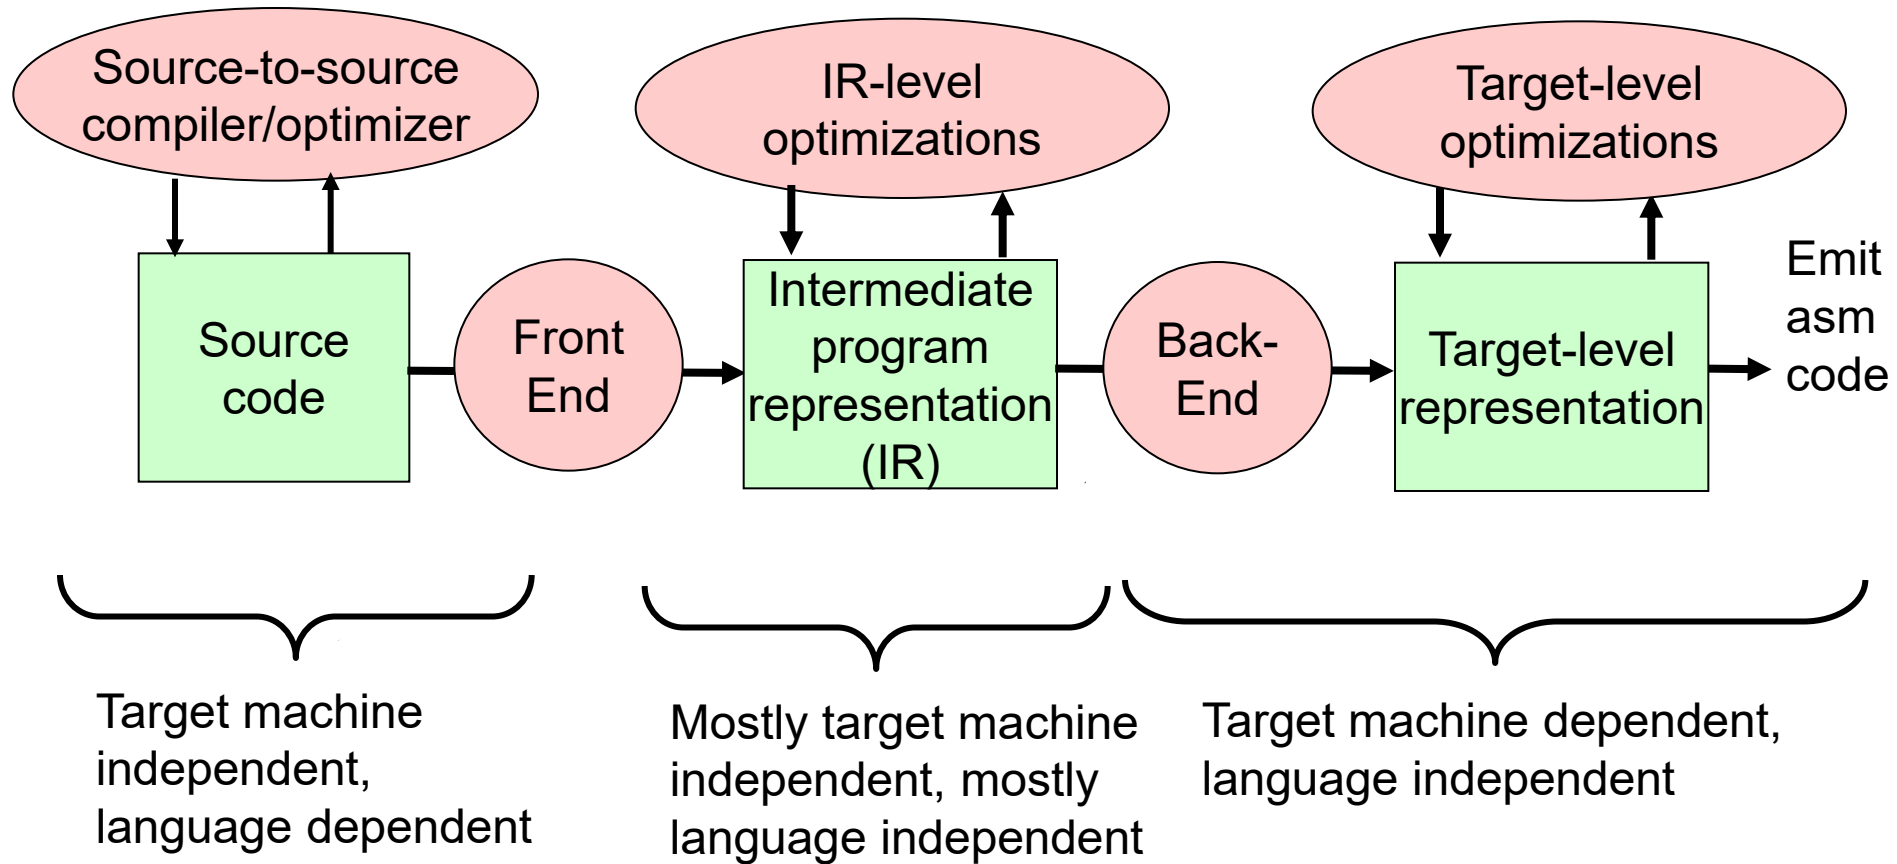 Source-to-source
compiler/optimizer
IR-level
optimizations
Target-level
optimizations
Source
code
Front
End
Intermediate
program
representation
(IR)
Back-
End
Target-level
representation
Emit
asm
code
Target machine
independent,
language dependent
Mostly target machine
independent, mostly
language independent
Target machine dependent,
language independent